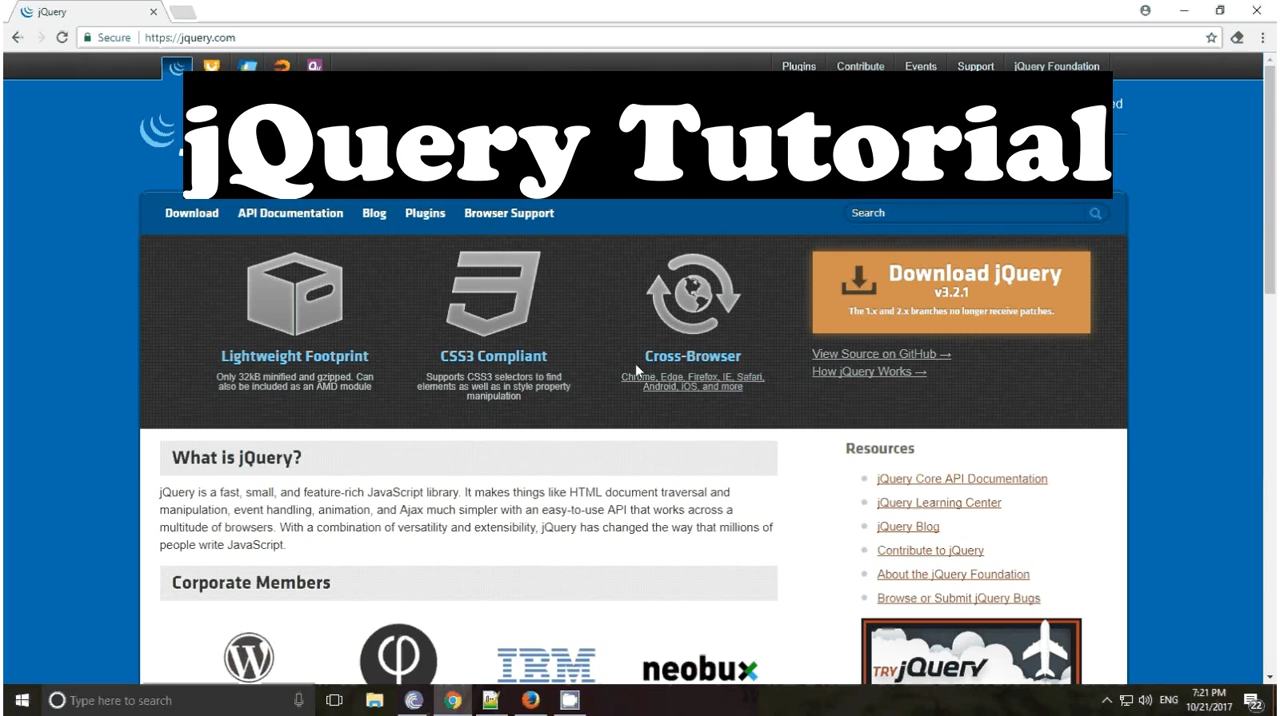 jQuery
Secure https://jquery.com
Plugins Contribute Events Support jQuery Foundation
jQuery Tutorial
Download API Documentation Blog Plugins Browser Support Search
Download jQuery
v3.2.1
The 1.x and 2.x branches no longer receive patches.
Lightweight Footprint
Only 32kB minified and gzipped. Can
also be included as an AMD module
CSS3 Compliant
Supports CSS3 selectors to find
elements as well as in style property
manipulation
Cross-Browser
Chrome, Edge, Firefox, IE, Safari,
Android, iOS, and more
View Source on GitHub →
How jQuery Works →
What is jQuery?
jQuery is a fast, small, and feature-rich JavaScript library. It makes things like HTML document traversal and
manipulation, event handling, animation, and Ajax much simpler with an easy-to-use API that works across a
multitude of browsers. With a combination of versatility and extensibility, jQuery has changed the way that millions of
people write JavaScript.
Corporate Members
IBM
neobux
Resources
jQuery Core API Documentation
jQuery Learning Center
jQuery Blog
Contribute to jQuery
About the jQuery Foundation
Browse or Submit jQuery Bugs
TRY jQuery
Type here to search
ENG
7:21 PM
10/21/2017
22